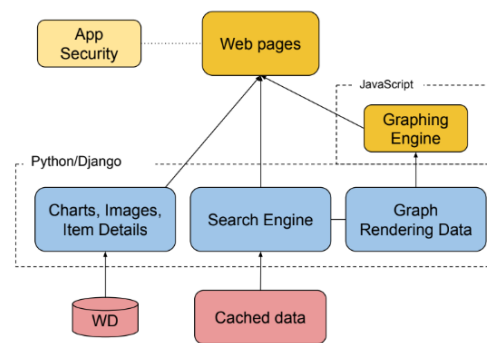 App
Security
Web pages
JavaScript
Graphing
Engine
Python/Django
Charts, Images,
Item Details
Search Engine
Graph
Rendering Data
WD
Cached data